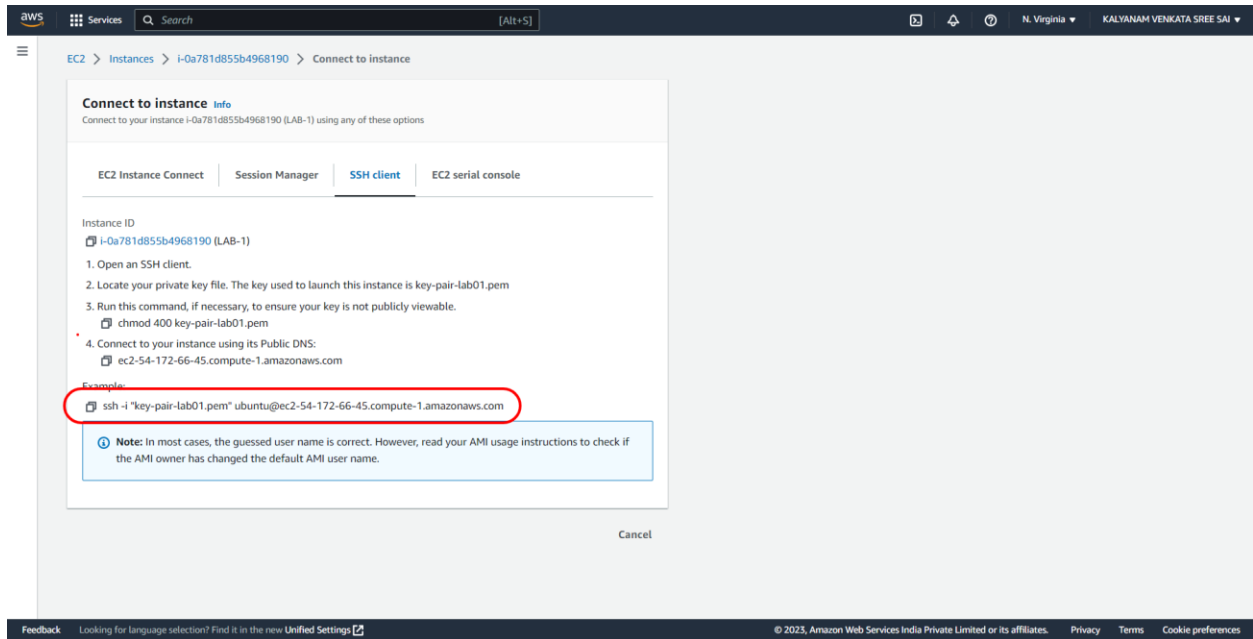 aws
Services
Search [Alt+S]
N. Virginia
KALYANAM VENKATA SREE SAI
EC2 > Instances > i-0a781d855b4968190 > Connect to instance
Connect to instance Info
Connect to your instance i-0a781d855b4968190 (LAB-1) using any of these options
EC2 Instance Connect
Session Manager
SSH client
EC2 serial console
Instance ID
i-0a781d855b4968190 (LAB-1)
1. Open an SSH client.
2. Locate your private key file. The key used to launch this instance is key-pair-lab01.pem
3. Run this command, if necessary, to ensure your key is not publicly viewable.
chmod 400 key-pair-lab01.pem
4. Connect to your instance using its Public DNS:
ec2-54-172-66-45.compute-1.amazonaws.com
Example:
ssh -i "key-pair-lab01.pem" ubuntu@ec2-54-172-66-45.compute-1.amazonaws.com
Note: In most cases, the guessed user name is correct. However, read your AMI usage instructions to check if
the AMI owner has changed the default AMI user name.
Cancel
Feedback
Looking for language selection? Find it in the new Unified Settings
© 2023, Amazon Web Services India Private Limited or its affiliates.
Privacy
Terms
Cookie preferences